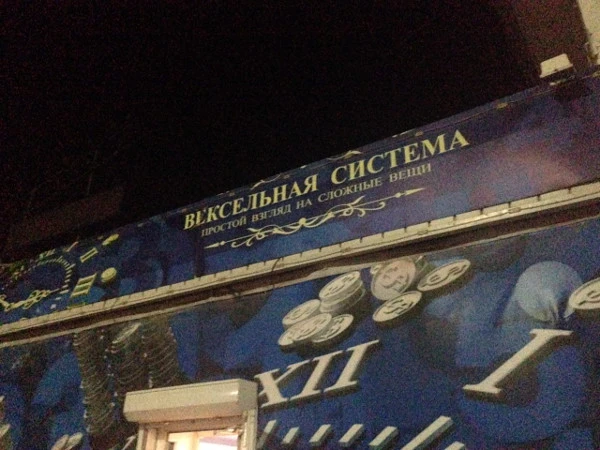 ВЕКСЕЛЬНАЯ СИСТЕМА
ПРОСТОЙ ВЗГЛЯД НА СЛОЖНЫЕ ВЕЩИ
XII
I